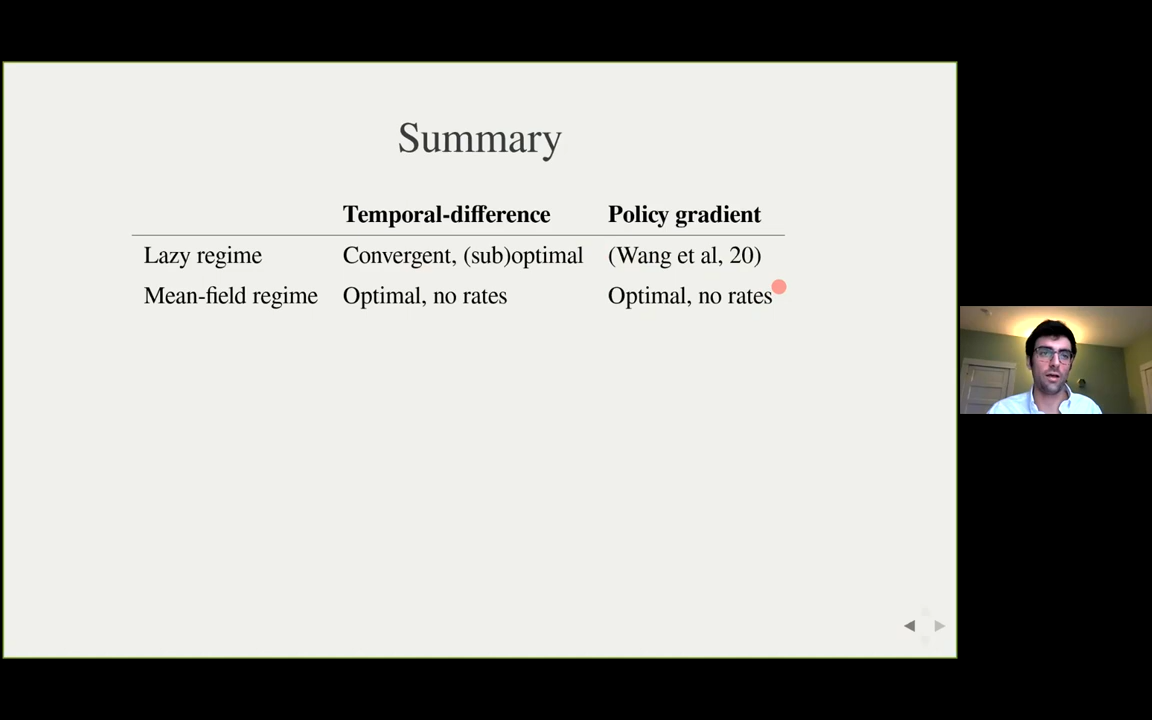 Summary
Temporal-difference Policy gradient
Lazy regime Convergent, (sub)optimal (Wang et al, 20)
Mean-field regime Optimal, no rates Optimal, no rates